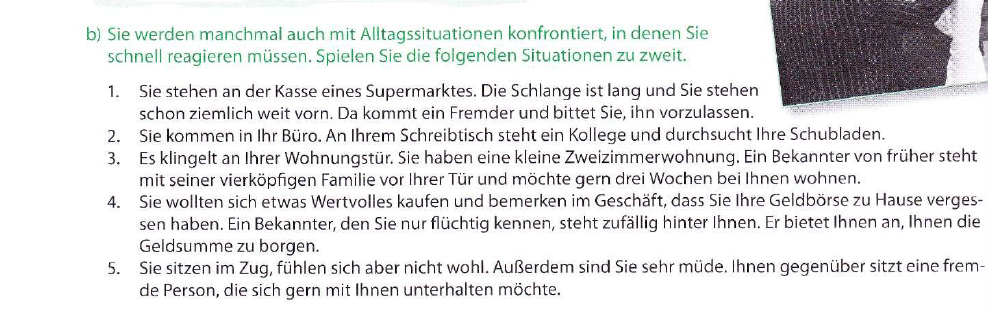 b) Sie werden manchmal auch mit Alltagssituationen konfrontiert, in denen Sie
schnell reagieren müssen. Spielen Sie die folgenden Situationen zu zweit.
1. Sie stehen an der Kasse eines Supermarktes. Die Schlange ist lang und Sie stehen
schon ziemlich weit vorn. Da kommt ein Fremder und bittet Sie, ihn vorzulassen.
2. Sie kommen in Ihr Büro. An Ihrem Schreibtisch steht ein Kollege und durchsucht Ihre Schubladen.
3. Es klingelt an Ihrer Wohnungstür. Sie haben eine kleine Zweizimmerwohnung. Ein Bekannter von früher steht
mit seiner vierköpfigen Familie vor Ihrer Tür und möchte gern drei Wochen bei Ihnen wohnen.
4. Sie wollten sich etwas Wertvolles kaufen und bemerken im Geschäft, dass Sie Ihre Geldbörse zu Hause verges-
sen haben. Ein Bekannter, den Sie nur flüchtig kennen, steht zufällig hinter Ihnen. Er bietet Ihnen an, Ihnen die
Geldsumme zu borgen.
5. Sie sitzen im Zug, fühlen sich aber nicht wohl. Außerdem sind Sie sehr müde. Ihnen gegenüber sitzt eine frem-
de Person, die sich gern mit Ihnen unterhalten möchte.